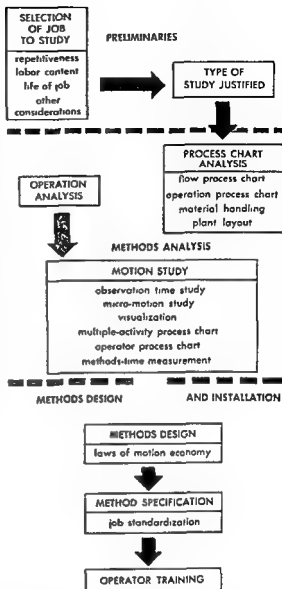 SELECTION
OF JOB
TO STUDY
repetitiveness
labor content
life of job
other
considerations
PRELIMINARIES
TYPE OF
STUDY JUSTIFIED
PROCESS CHART
ANALYSIS
flow process chart
operation process chart
material handling
plant layout
OPERATION
ANALYSIS
METHODS ANALYSIS
MOTION STUDY
observation time study
micro-motion study
visualization
multiple-activity process chart
operator process chart
methods-time measurement
METHODS DESIGN AND INSTALLATION
METHODS DESIGN
laws of motion economy
METHOD SPECIFICATION
job standardization
OPERATOR TRAINING